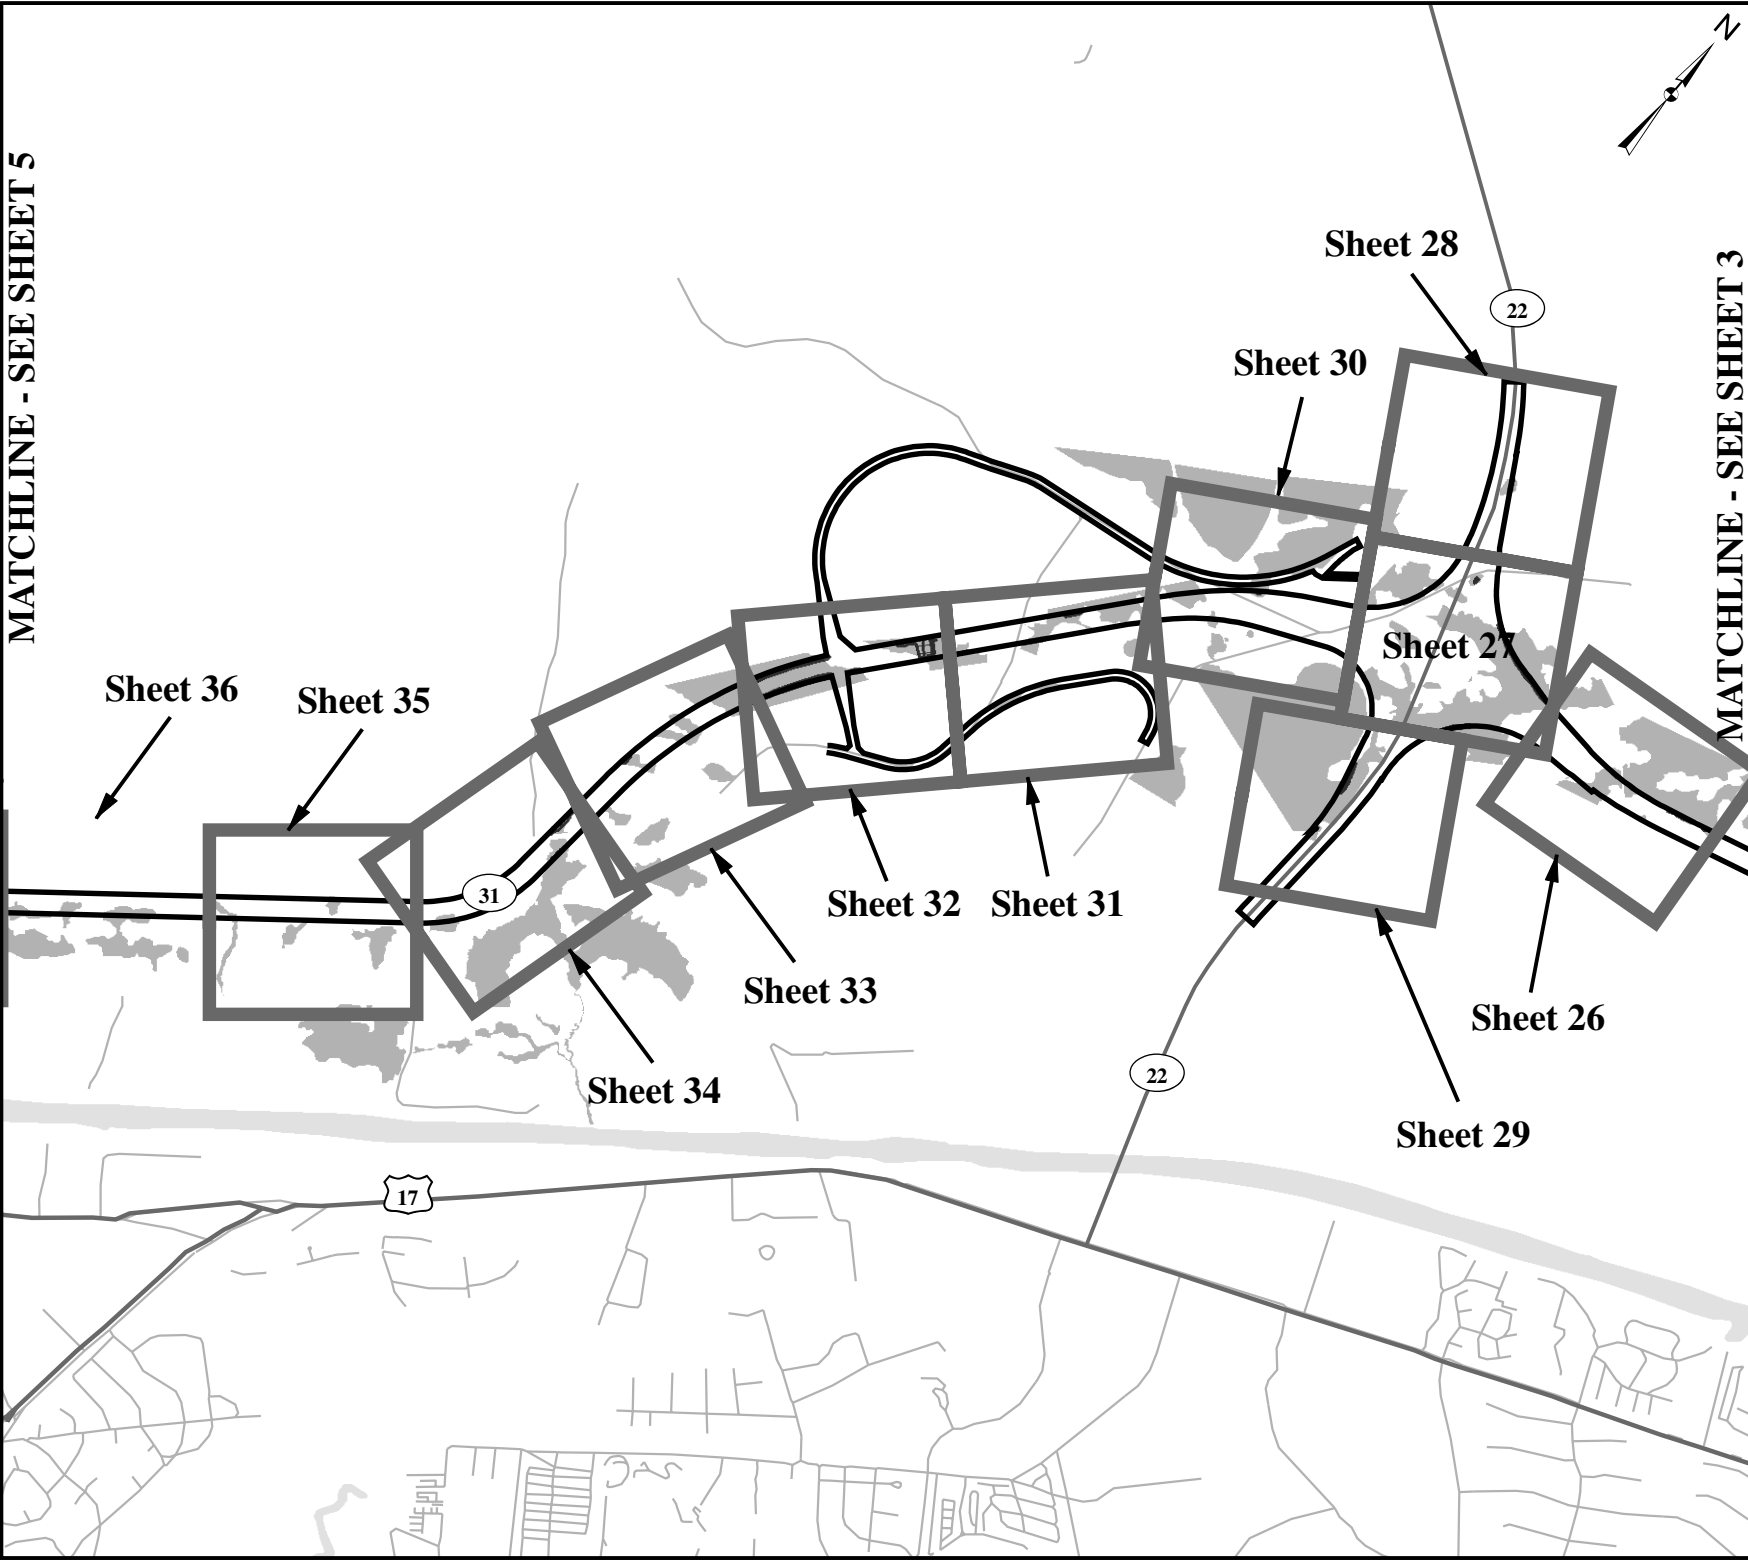 N
MATCHLINE - SEE SHEET 5
MATCHLINE - SEE SHEET 3
Sheet 28
22
Sheet 30
Sheet 27
Sheet 36
Sheet 35
31
Sheet 32
Sheet 31
Sheet 33
Sheet 26
Sheet 34
22
Sheet 29
17